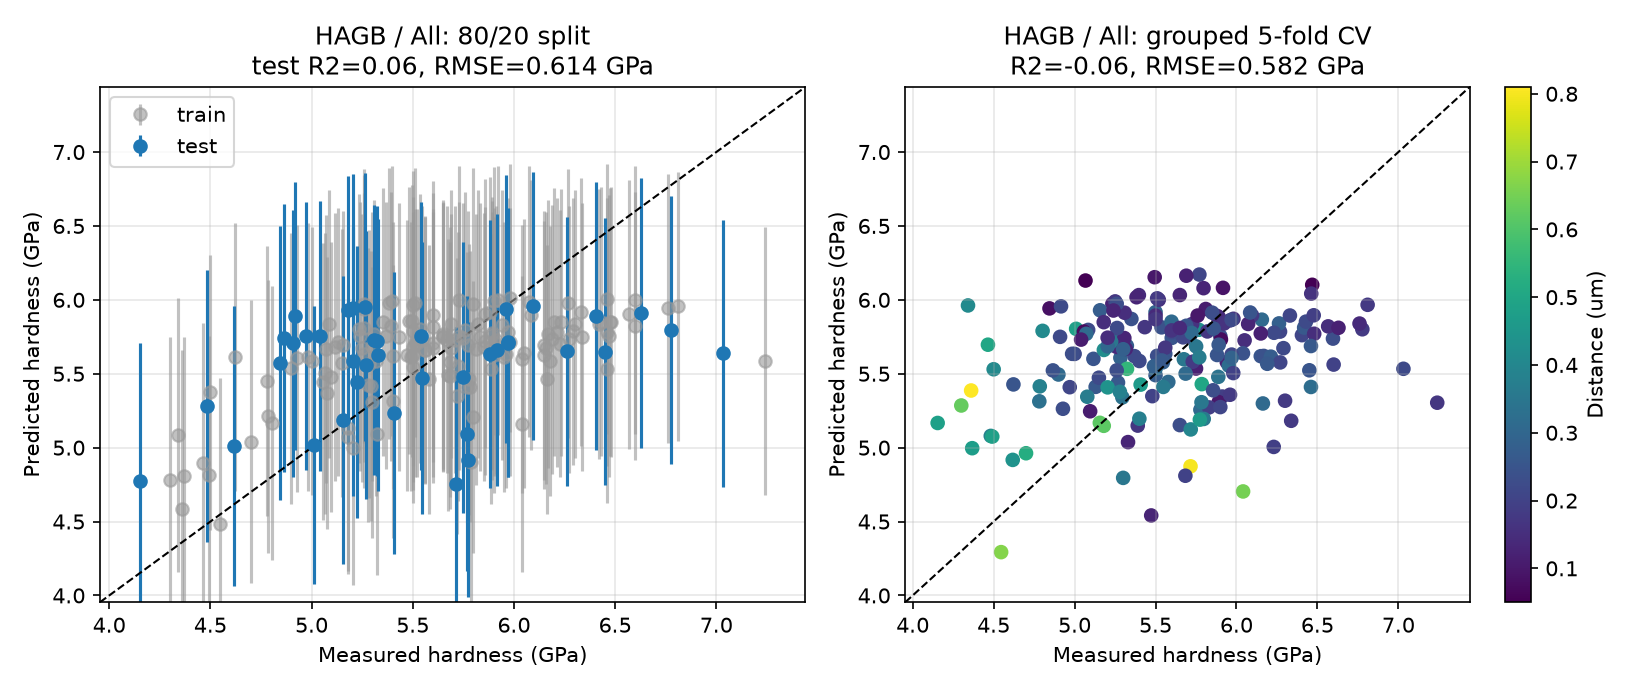 HAGB / All: 80/20 split
test R2=0.06, RMSE=0.614 GPa
train
test
7.0
6.5
6.0
5.5
5.0
4.5
4.0
Predicted hardness (GPa)
4.0 4.5 5.0 5.5 6.0 6.5 7.0
Measured hardness (GPa)
HAGB / All: grouped 5-fold CV
R2=-0.06, RMSE=0.582 GPa
7.0
6.5
6.0
5.5
5.0
4.5
4.0
Predicted hardness (GPa)
4.0 4.5 5.0 5.5 6.0 6.5 7.0
Measured hardness (GPa)
0.8
0.7
0.6
0.5
0.4
0.3
0.2
0.1
Distance (um)